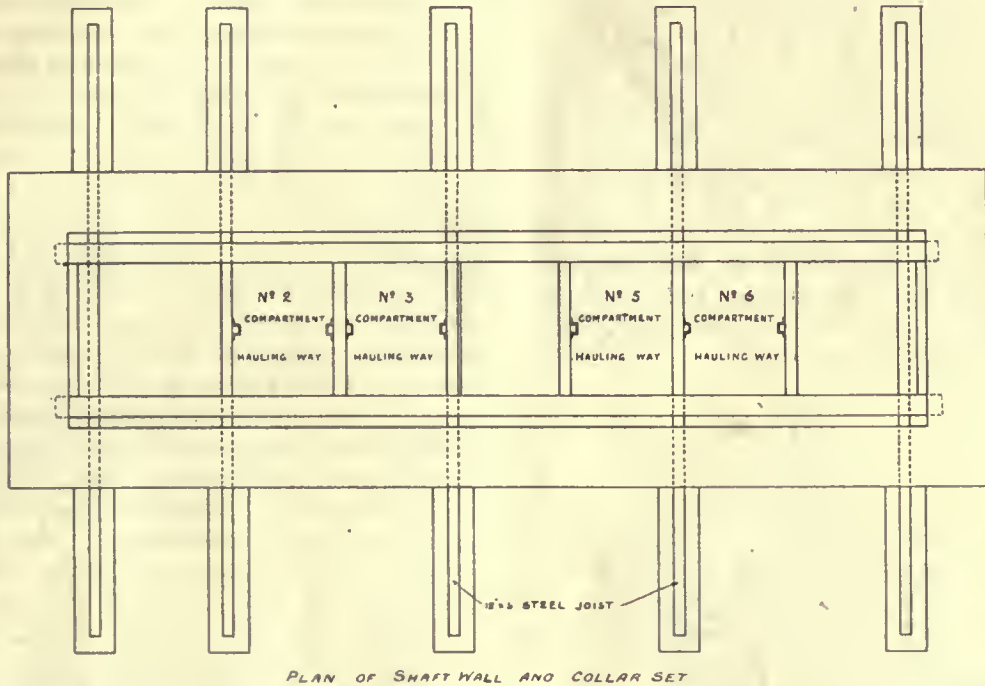 Nº 2
COMPARTMENT
HAULING WAY
Nº 3
COMPARTMENT
HAULING WAY
Nº 5
COMPARTMENT
HAULING WAY
Nº 6
COMPARTMENT
HAULING WAY
STEEL JOIST
PLAN OF SHAFT WALL AND COLLAR SET